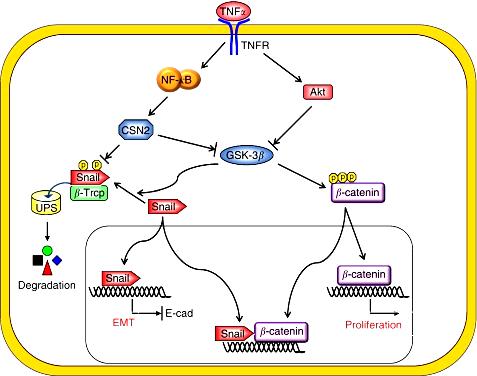 TNFα
TNFR
NF-κB
Akt
CSN2
GSK-3β
P P
Snail
β-Trcp
P P P
β-catenin
UPS
Snail
Degradation
Snail
E-cad
EMT
β-catenin
Proliferation
Snail β-catenin